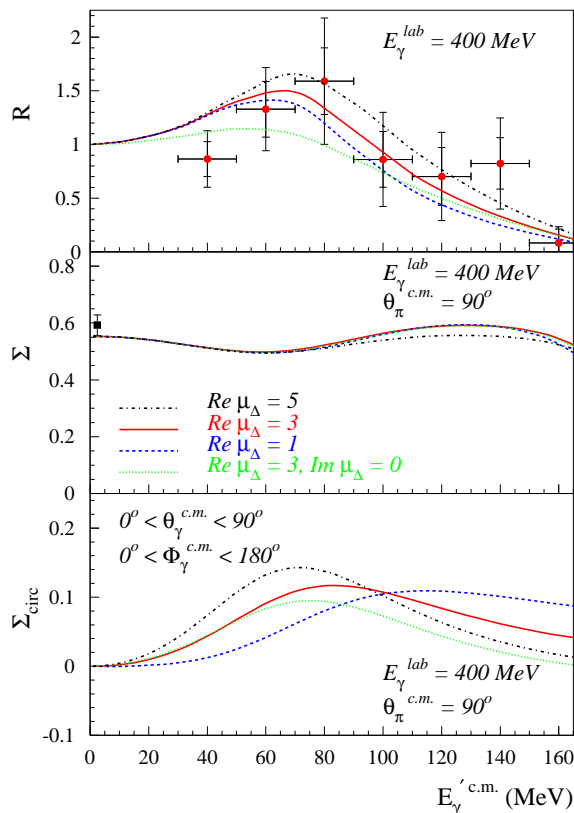 2
E_γ^lab = 400 MeV
1.5
R
1
0.5
0
0.8
E_γ^lab = 400 MeV
θ_π^c.m. = 90°
0.6
Σ
0.4
Re μ_Δ = 5
Re μ_Δ = 3
0.2
Re μ_Δ = 1
Re μ_Δ = 3, Im μ_Δ = 0
0
0° < θ_γ^c.m. < 90°
0.2
0° < Φ_γ^c.m. < 180°
Σ_circ
0.1
0
E_γ^lab = 400 MeV
θ_π^c.m. = 90°
-0.1
0 20 40 60 80 100 120 140 160
E_γ′ c.m. (MeV)